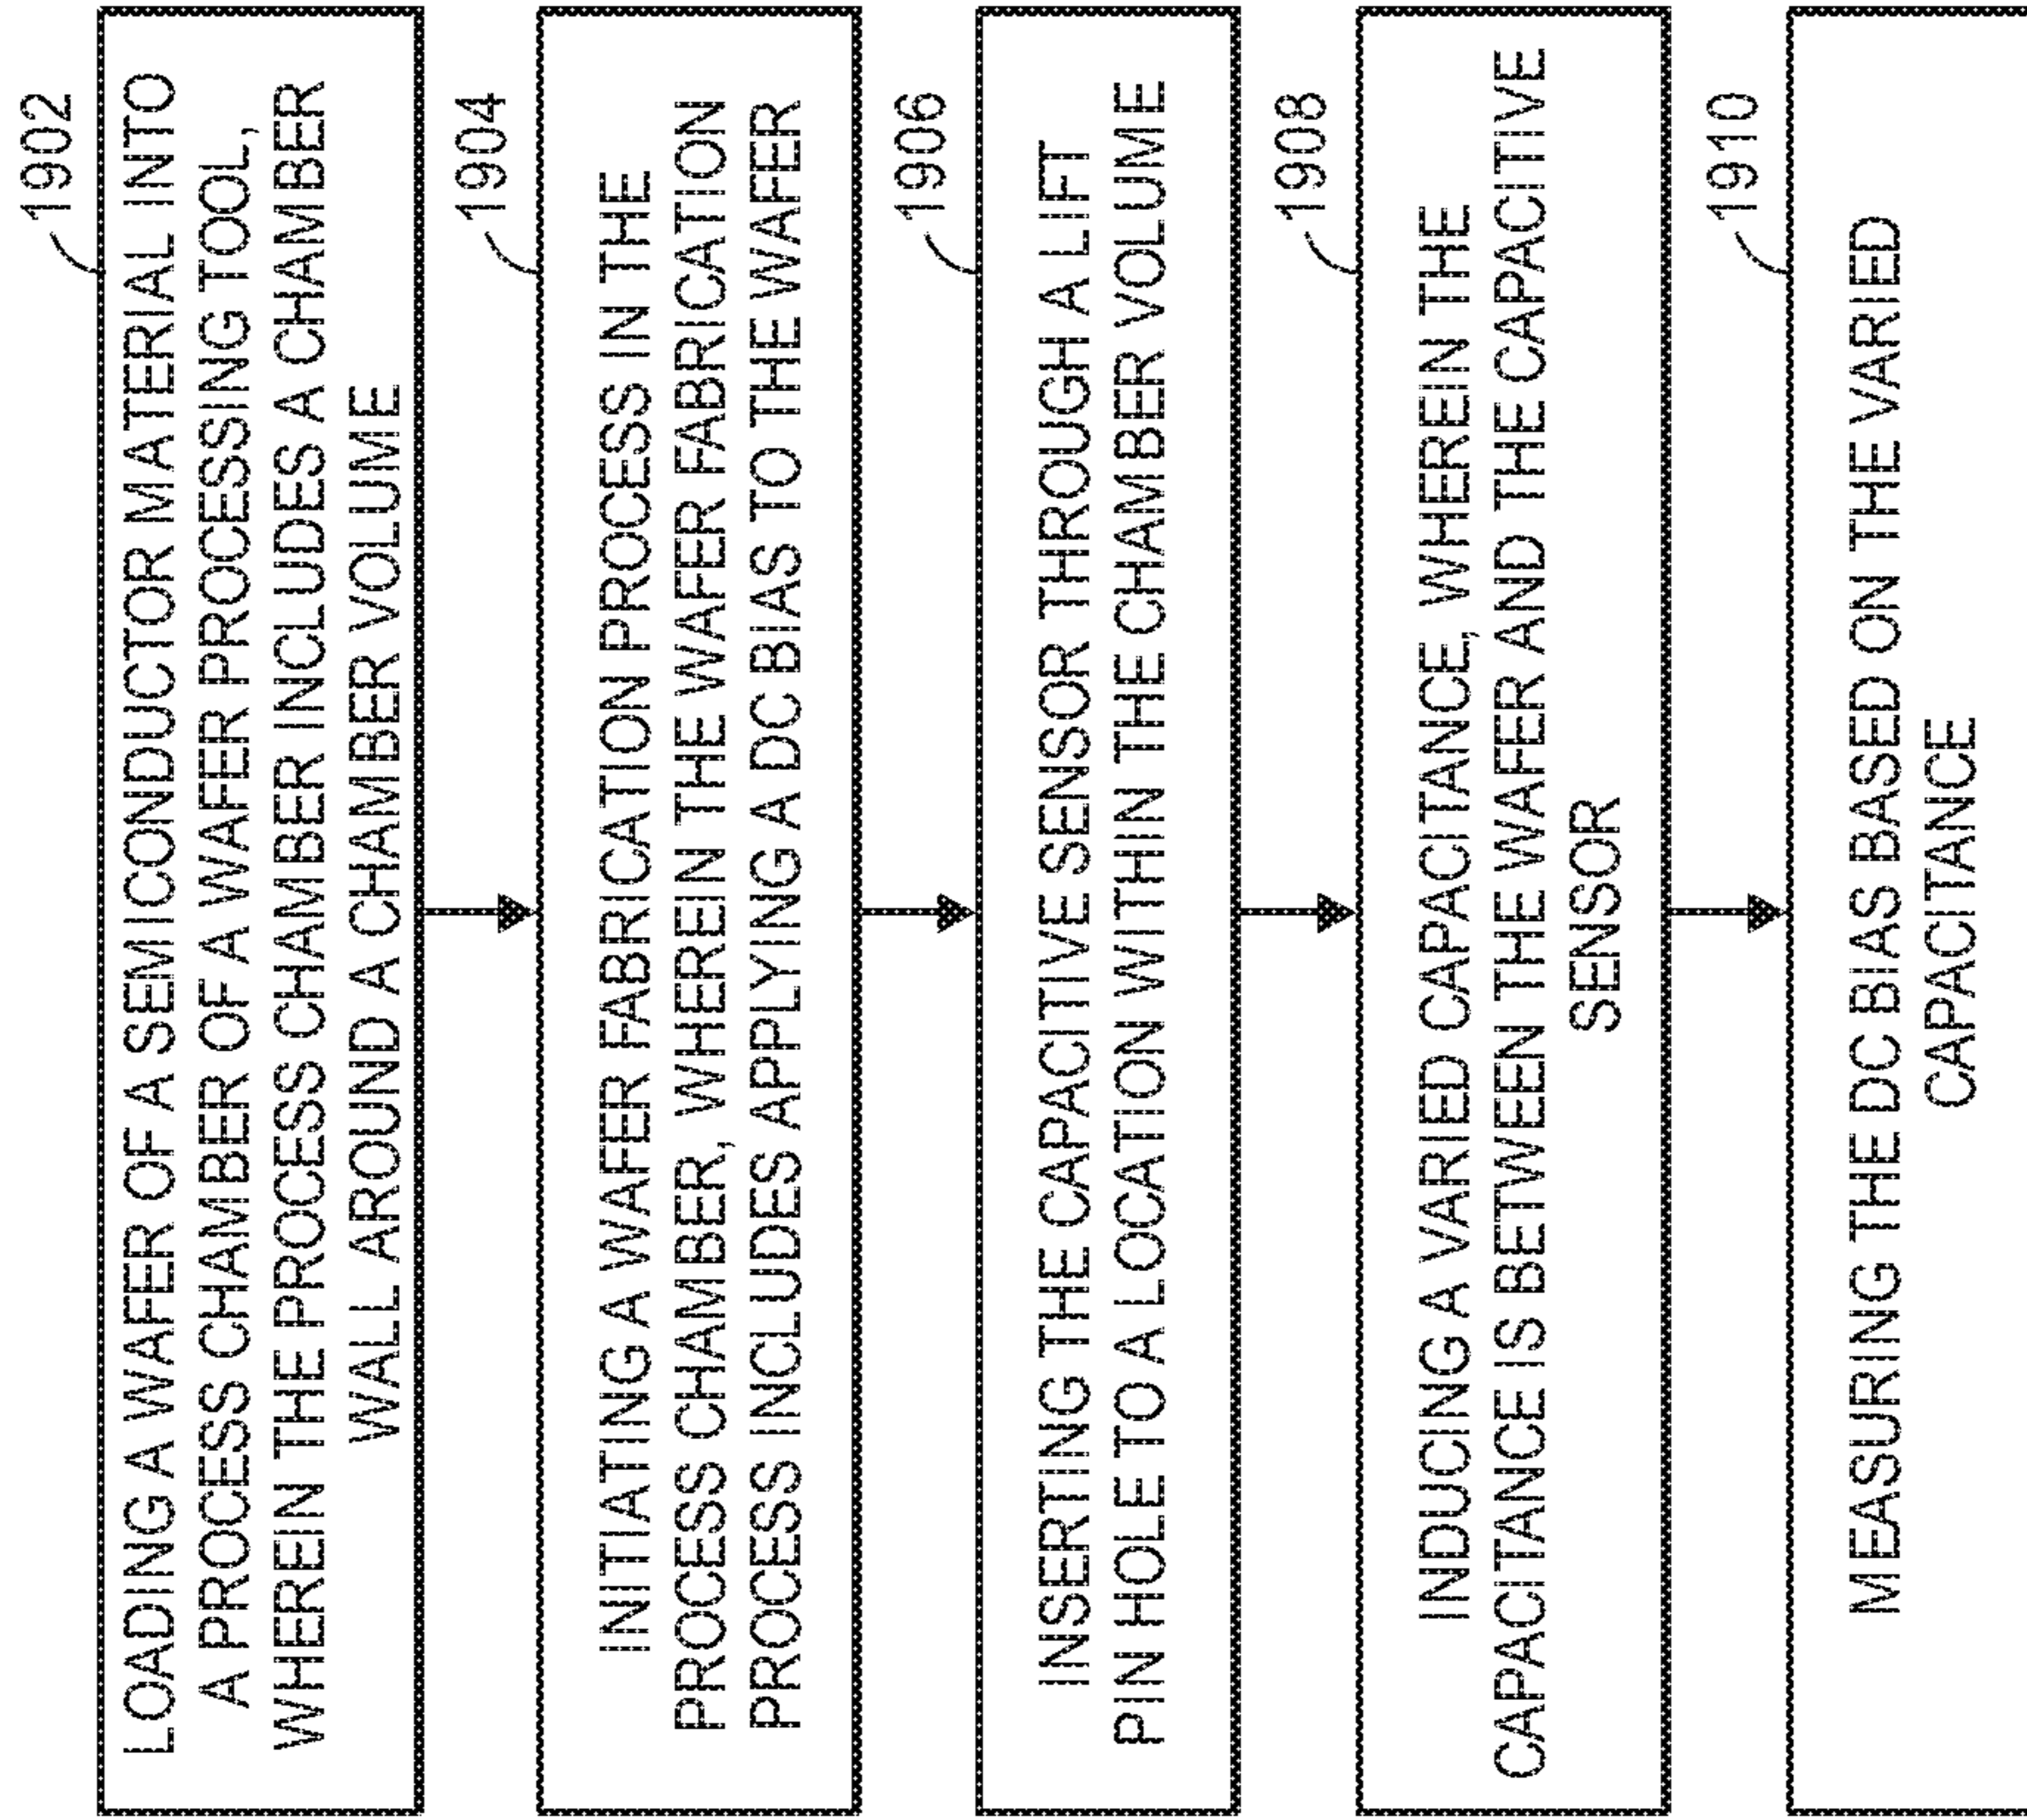 1902
LOADING A WAFER OF A SEMICONDUCTOR MATERIAL INTO
A PROCESS CHAMBER OF A WAFER PROCESSING TOOL,
WHEREIN THE PROCESS CHAMBER INCLUDES A CHAMBER
WALL AROUND A CHAMBER VOLUME
1904
INITIATING A WAFER FABRICATION PROCESS IN THE
PROCESS CHAMBER, WHEREIN THE WAFER FABRICATION
PROCESS INCLUDES APPLYING A DC BIAS TO THE WAFER
1906
INSERTING THE CAPACITIVE SENSOR THROUGH A LIFT
PIN HOLE TO A LOCATION WITHIN THE CHAMBER VOLUME
1908
INDUCING A VARIED CAPACITANCE, WHEREIN THE
CAPACITANCE IS BETWEEN THE WAFER AND THE CAPACITIVE
SENSOR
1910
MEASURING THE DC BIAS BASED ON THE VARIED
CAPACITANCE